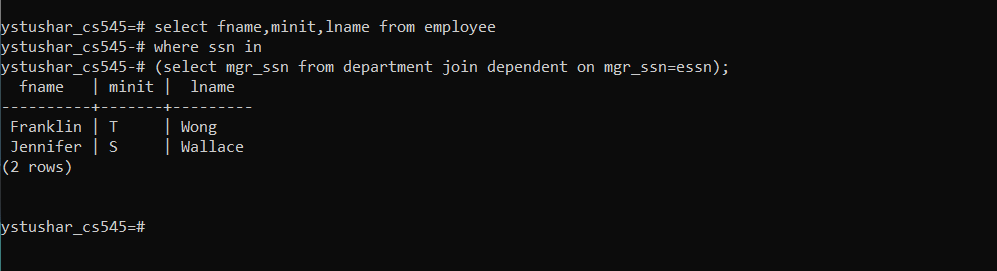 ystushar_cs545=# select fname,minit,lname from employee
ystushar_cs545-# where ssn in
ystushar_cs545-# (select mgr_ssn from department join dependent on mgr_ssn=essn);
  fname   | minit |  lname
----------+-------+---------
 Franklin | T     | Wong
 Jennifer | S     | Wallace
(2 rows)
ystushar_cs545=#